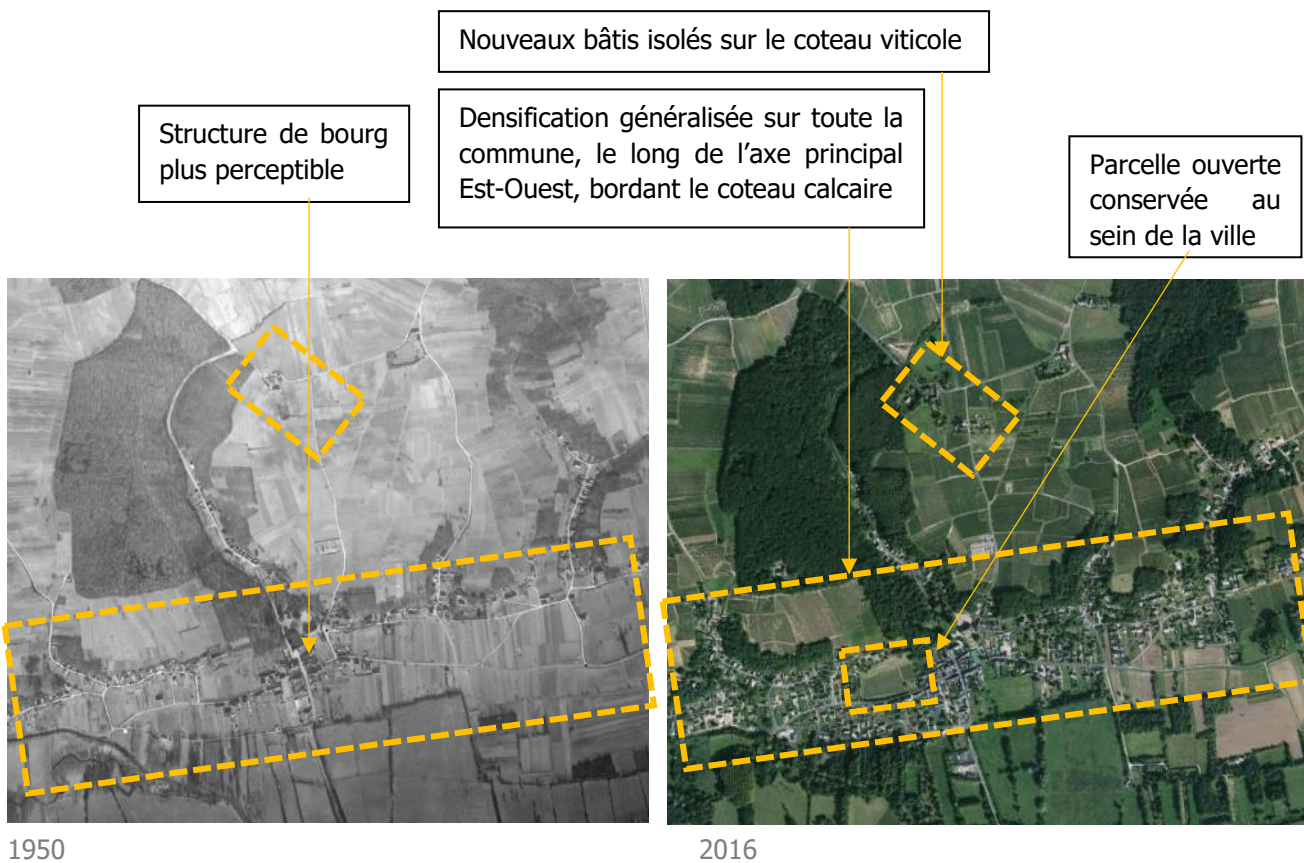 Nouveaux bâtis isolés sur le coteau viticole
Structure de bourg
plus perceptible
Densification généralisée sur toute la
commune, le long de l’axe principal
Est-Ouest, bordant le coteau calcaire
Parcelle ouverte
conservée au
sein de la ville
1950
2016